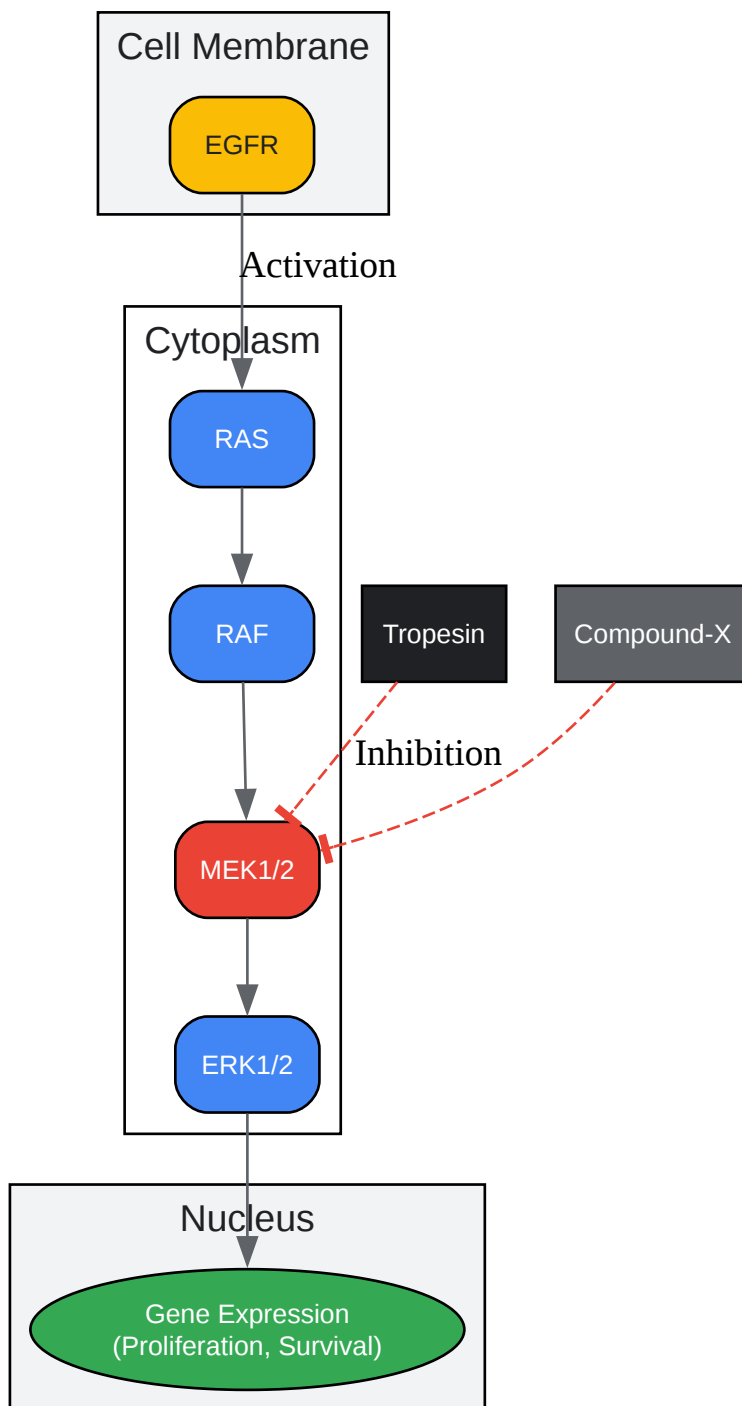 Cell Membrane
EGFR
Activation
Cytoplasm
RAS
RAF
Tropesin
Compound-X
Inhibition
MEK1/2
ERK1/2
Nucleus
Gene Expression
(Proliferation, Survival)